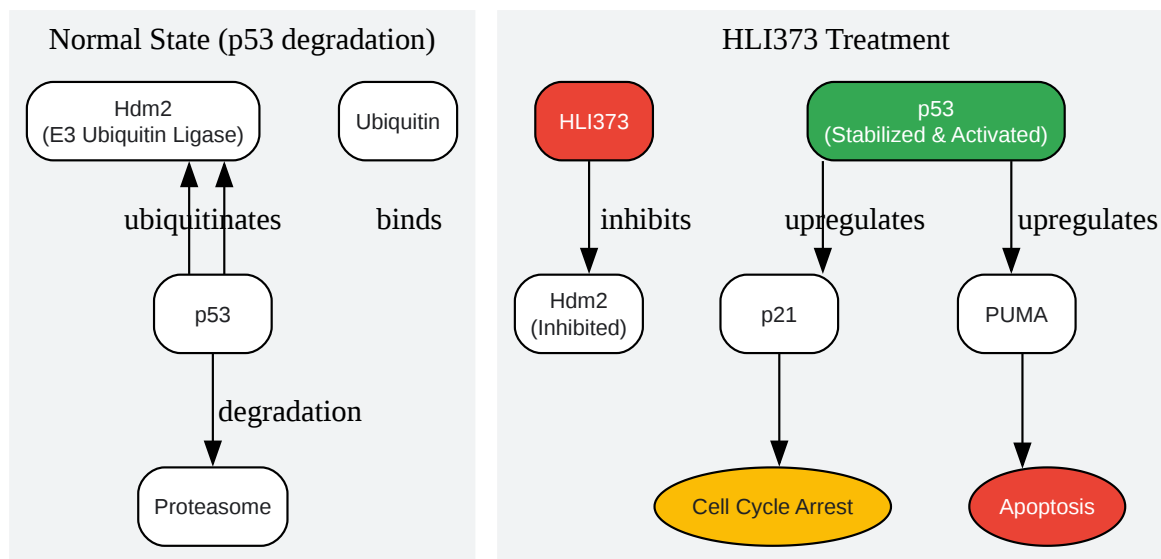 Normal State (p53 degradation)
Hdm2
(E3 Ubiquitin Ligase)
Ubiquitin
ubiquitinates
binds
p53
degradation
Proteasome
HLI373 Treatment
HLI373
p53
(Stabilized & Activated)
inhibits
upregulates
upregulates
Hdm2
(Inhibited)
p21
PUMA
Cell Cycle Arrest
Apoptosis